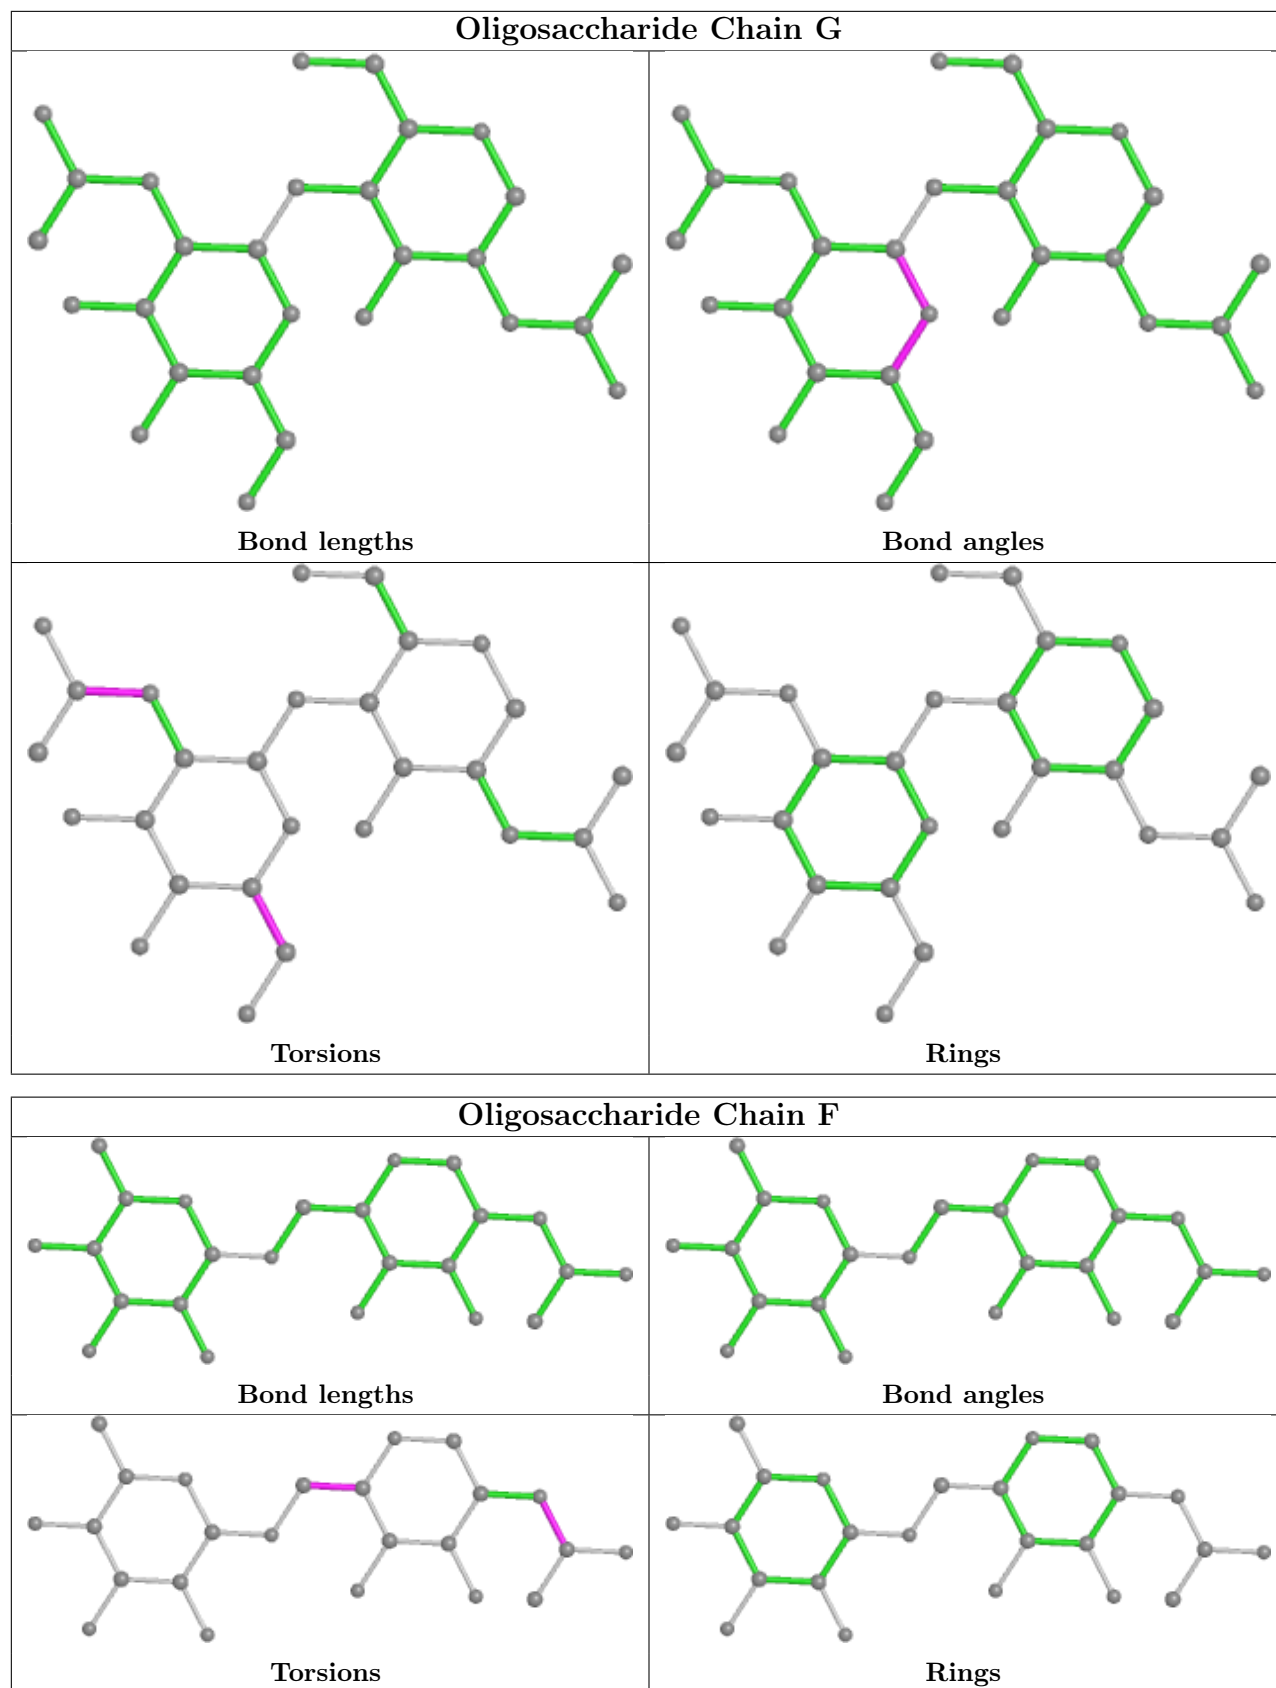 Oligosaccharide Chain G
Bond lengths
Bond angles
Torsions
Rings
Oligosaccharide Chain F
Bond lengths
Bond angles
Torsions
Rings